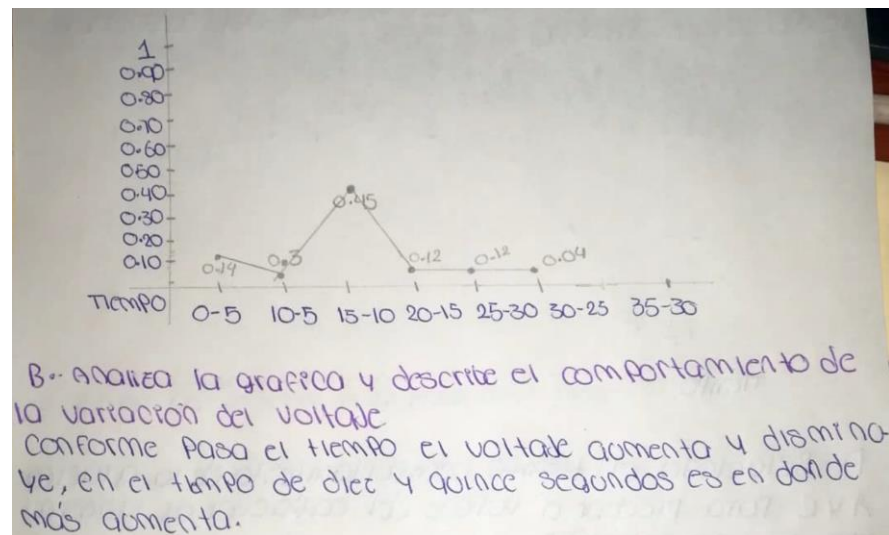 1
0.90
0.80
0.70
0.60
0.50
0.40
0.30
0.20
0.10
0.14 0.3 0.45 0.12 0.12 0.04
TIEMPO 0-5 10-5 15-10 20-15 25-30 30-25 35-30
B.- Analiza la grafica y describe el comportamiento de
la variación del voltaje
Conforme pasa el tiempo el voltaje aumenta y disminu-
ye, en el tiempo de diez y quince segundos es en donde
más aumenta.